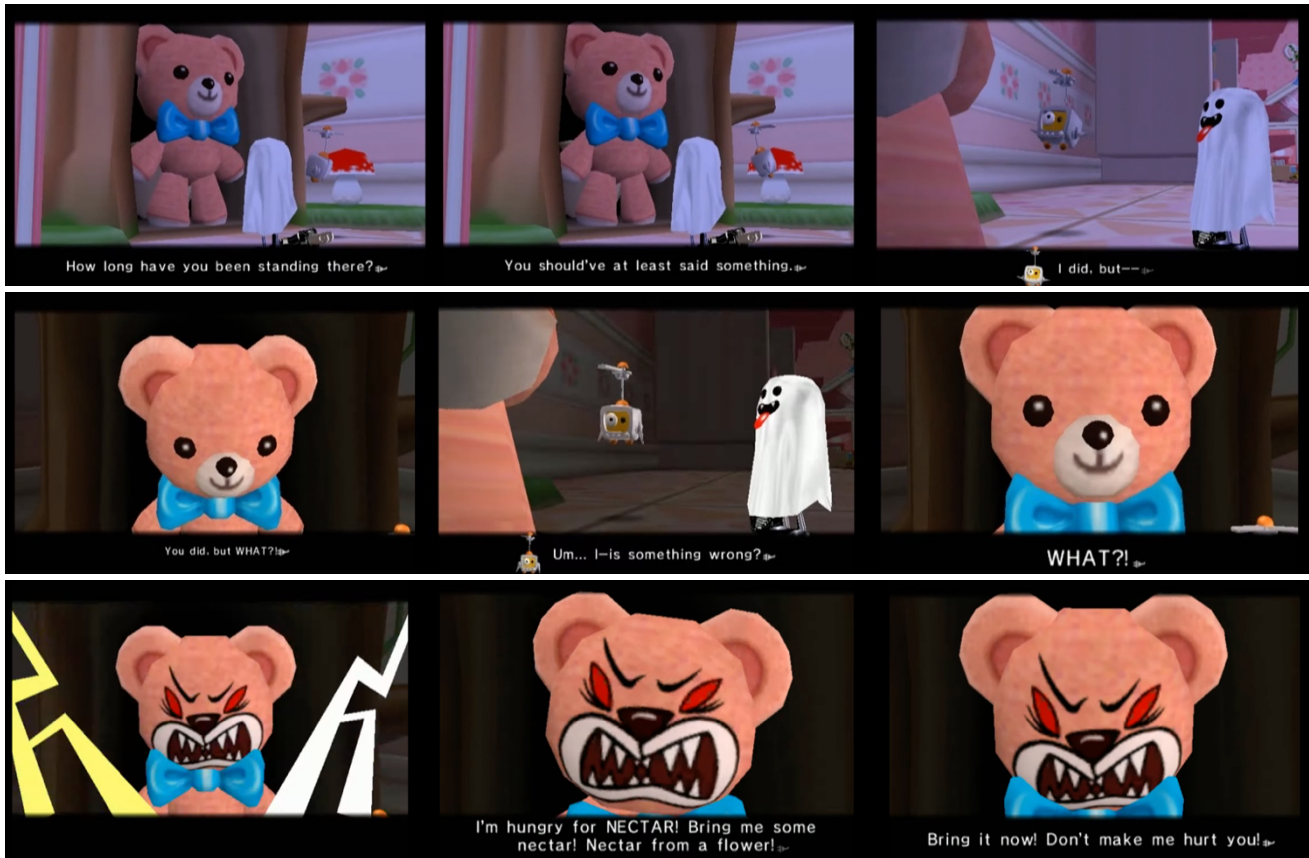 How long have you been standing there?
You should've at least said something.
I did, but--
You did, but WHAT?!
Um... I-is something wrong?
WHAT?!
I'm hungry for NECTAR! Bring me some
nectar! Nectar from a flower!
Bring it now! Don't make me hurt you!